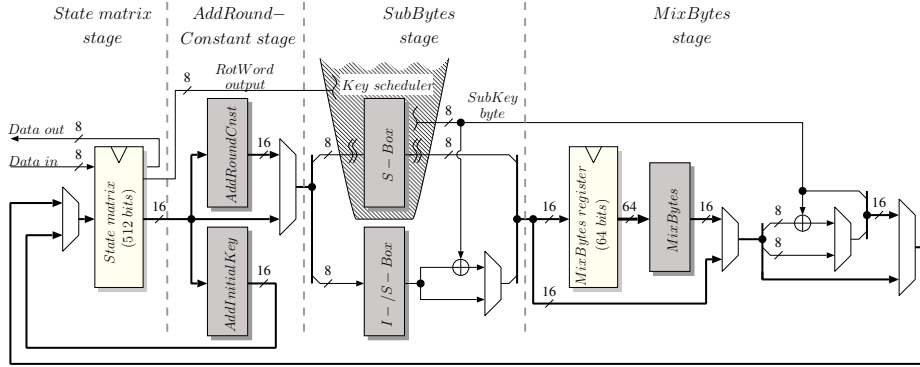 State matrix
stage
AddRound-
Constant stage
SubBytes
stage
MixBytes
stage
RotWord
output
8
Key scheduler
8
SubKey
byte
Data out
8
Data in
8
State matrix
(512 bits)
16
AddRoundCnst
16
AddInitialKey
16
8
S - Box
8
8
I - /S - Box
16
16
MixBytes register
(64 bits)
64
MixBytes
16
8
8
16